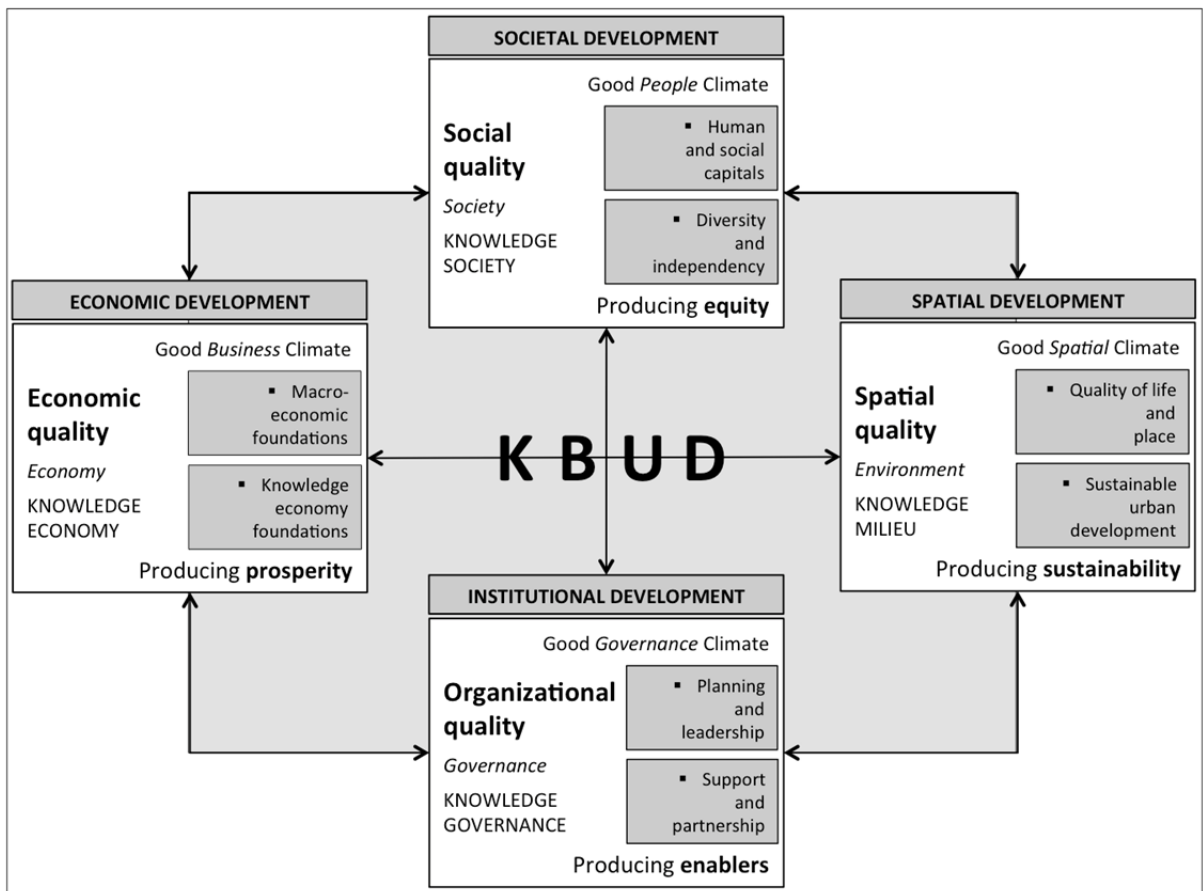 SOCIETAL DEVELOPMENT
Good People Climate
Social
quality
Society
KNOWLEDGE
SOCIETY
▪ Human
and social
capitals
▪ Diversity
and
independency
Producing equity
ECONOMIC DEVELOPMENT
Good Business Climate
Economic
quality
Economy
KNOWLEDGE
ECONOMY
▪ Macro-
economic
foundations
▪ Knowledge
economy
foundations
Producing prosperity
KBUD
SPATIAL DEVELOPMENT
Good Spatial Climate
Spatial
quality
Environment
KNOWLEDGE
MILIEU
▪ Quality of life
and
place
▪ Sustainable
urban
development
Producing sustainability
INSTITUTIONAL DEVELOPMENT
Good Governance Climate
Organizational
quality
Governance
KNOWLEDGE
GOVERNANCE
▪ Planning
and
leadership
▪ Support
and
partnership
Producing enablers